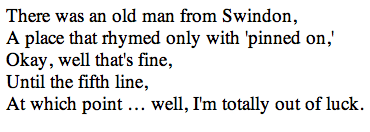 There was an old man from Swindon,
A place that rhymed only with 'pinned on,'
Okay, well that's fine,
Until the fifth line,
At which point … well, I'm totally out of luck.